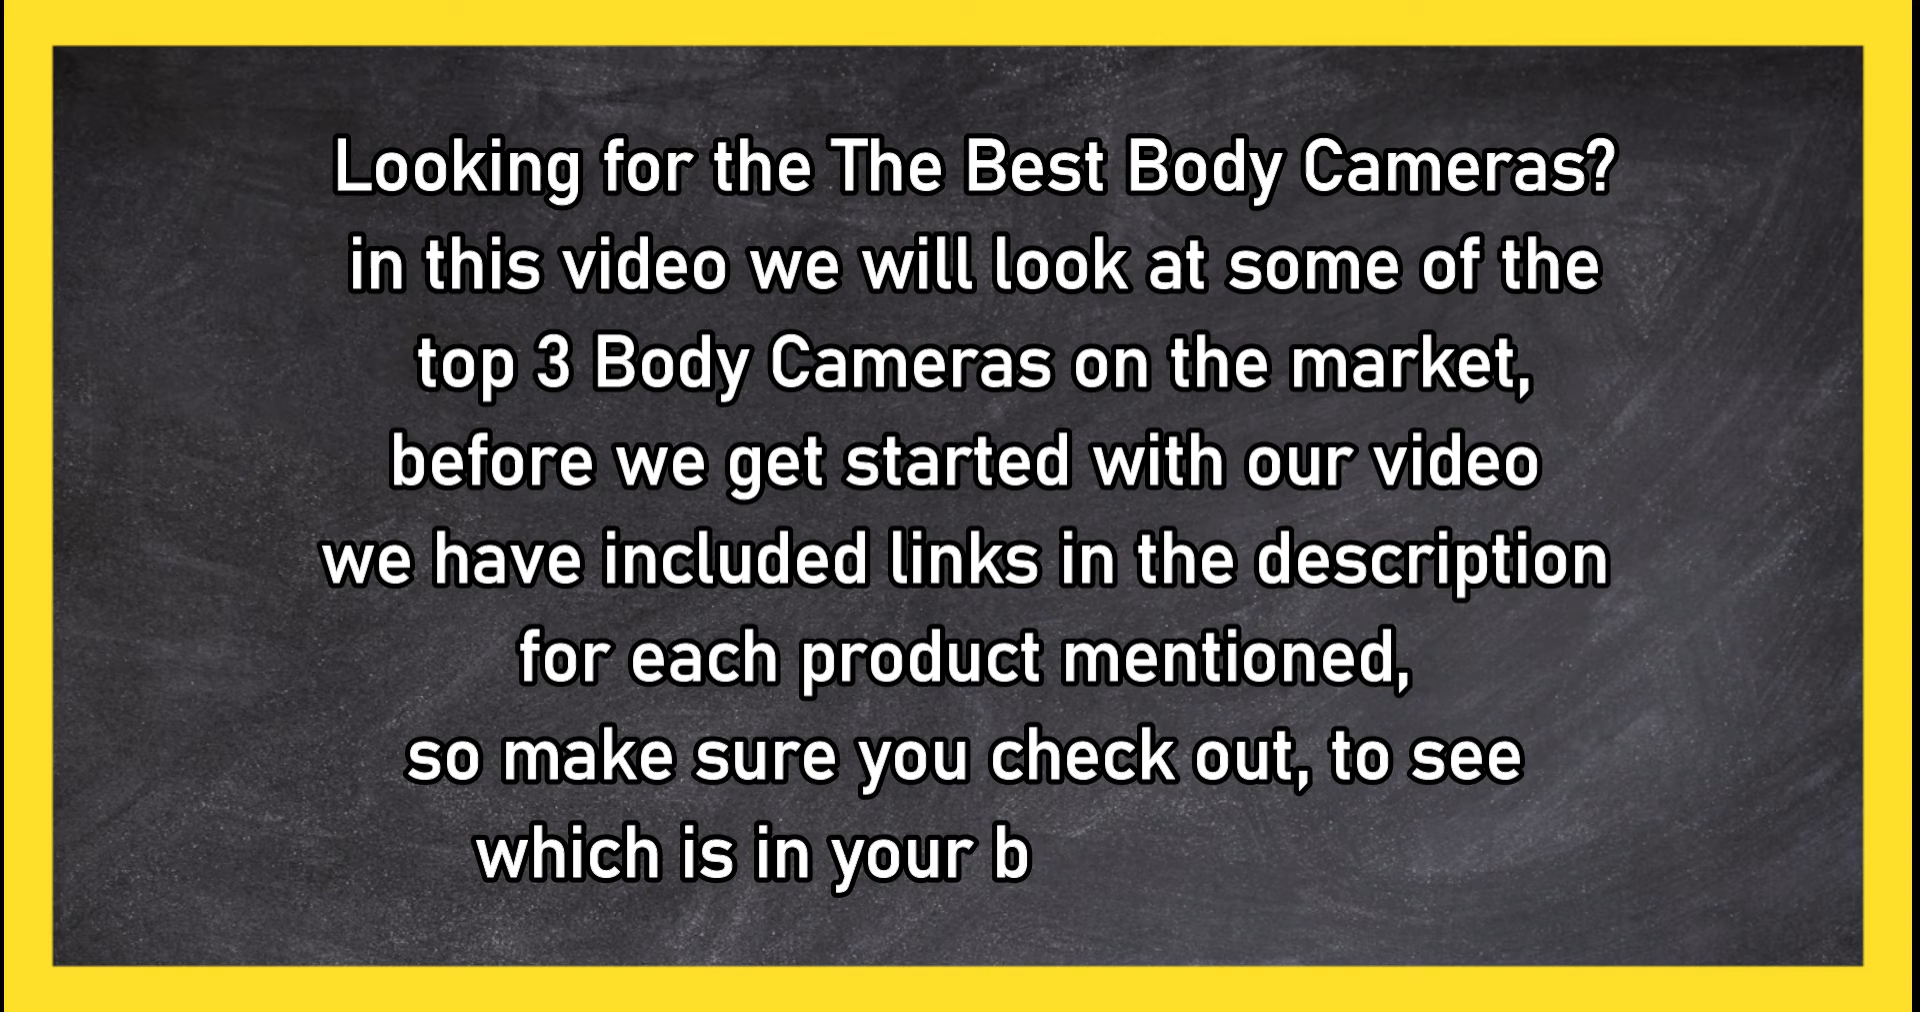 Looking for the The Best Body Cameras?
in this video we will look at some of the
top 3 Body Cameras on the market,
before we get started with our video
we have included links in the description
for each product mentioned,
so make sure you check out, to see
which is in your b